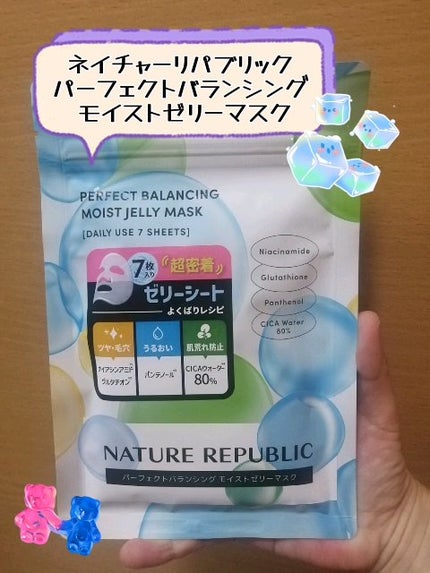 ネイチャーリパブリック
パーフェクトバランシング
モイストゼリーマスク
PERFECT BALANCING
MOIST JELLY MASK
[DAILY USE 7 SHEETS]
7枚入り
超密着
ゼリーシート
よくばりレシピ
Niacinamide
Glutathione
Panthenol
CICA Water
80%
ツヤ・毛穴
うるおい
肌荒れ防止
ナイアシンアミド
グルタチオン
パンテノール
CICAウォーター
80%
NATURE REPUBLIC
パーフェクトバランシング モイストゼリーマスク